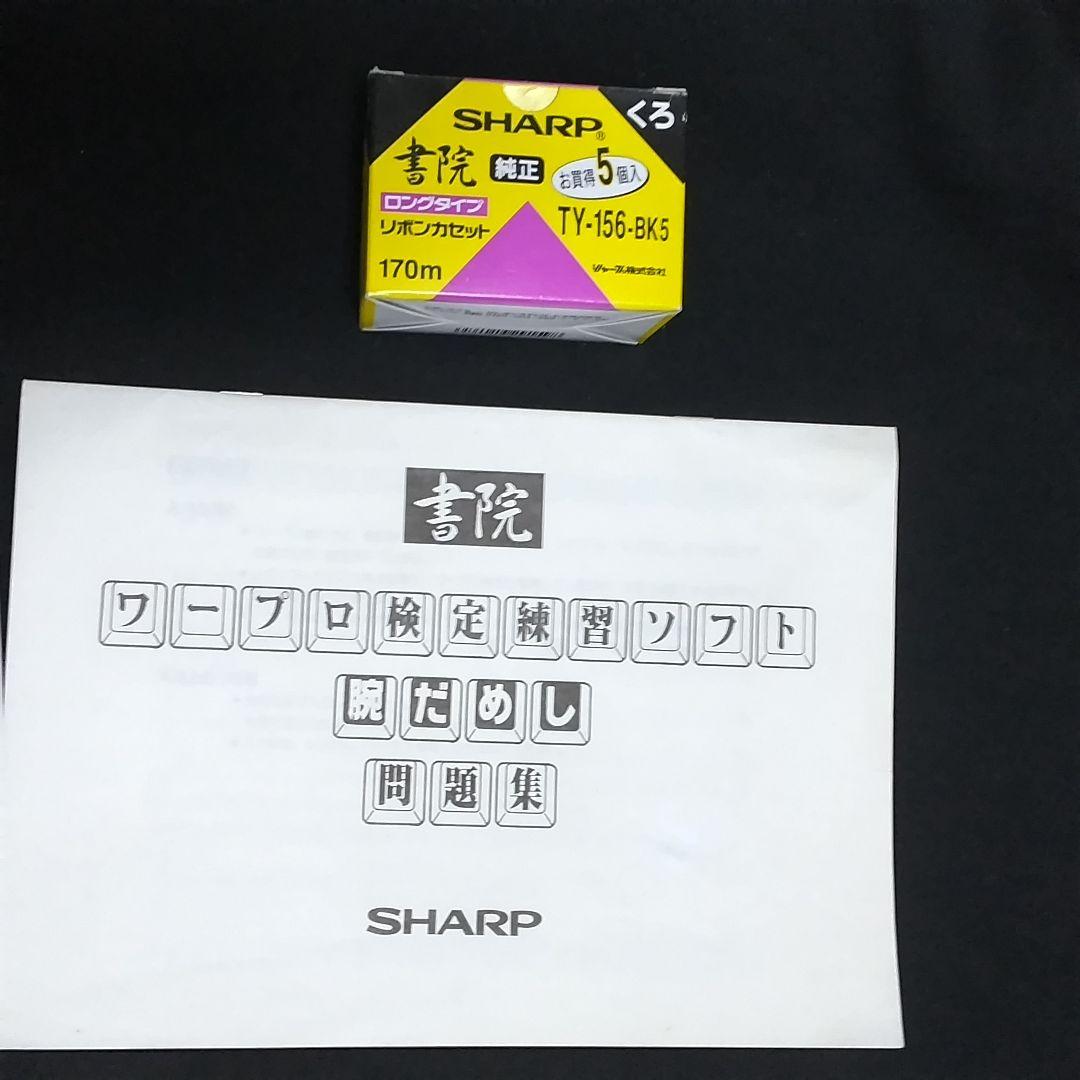 SHARP®
くろ
書院 純正 お買得5個入
ロングタイプ
リボンカセット TY-156-BK5
170m シャープ株式会社
書院
ワープロ検定練習ソフト
腕だめし
問題集
SHARP